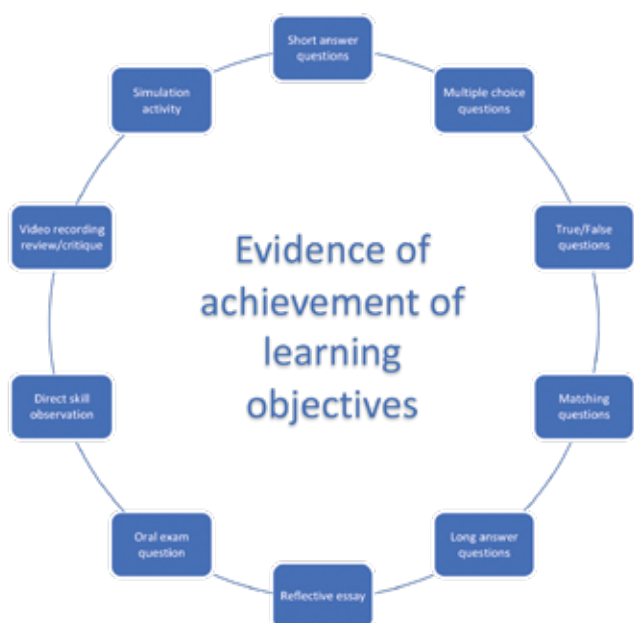 Short answer
questions
Multiple choice
questions
True/False
questions
Matching
questions
Long answer
questions
Reflective essay
Oral exam
question
Direct skill
observation
Video recording
review/critique
Simulation
activity
Evidence of
achievement of
learning
objectives